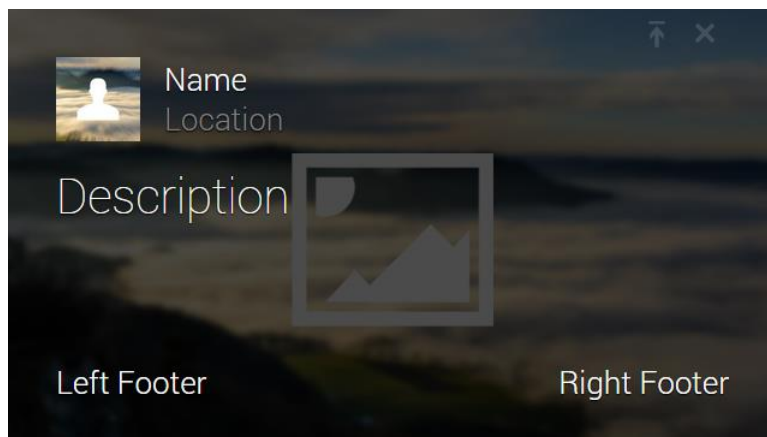 Name
Location
Description
Left Footer
Right Footer